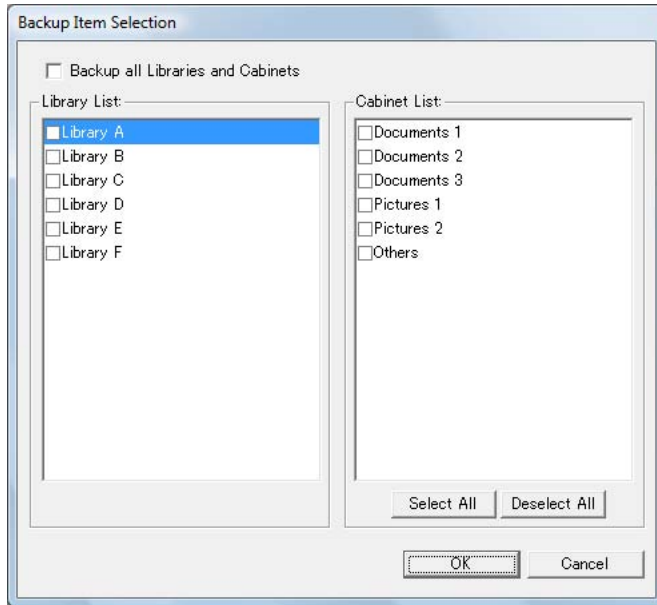 Backup Item Selection
Backup all Libraries and Cabinets
Library List:
Library A
Library B
Library C
Library D
Library E
Library F
Cabinet List:
Documents 1
Documents 2
Documents 3
Pictures 1
Pictures 2
Others
Select All
Deselect All
OK
Cancel